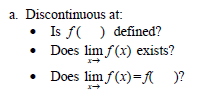 a. Discontinuous at:
• Is f(   ) defined?
• Does lim f(x) exists?
x→
• Does lim f(x)=f(   )?
x→